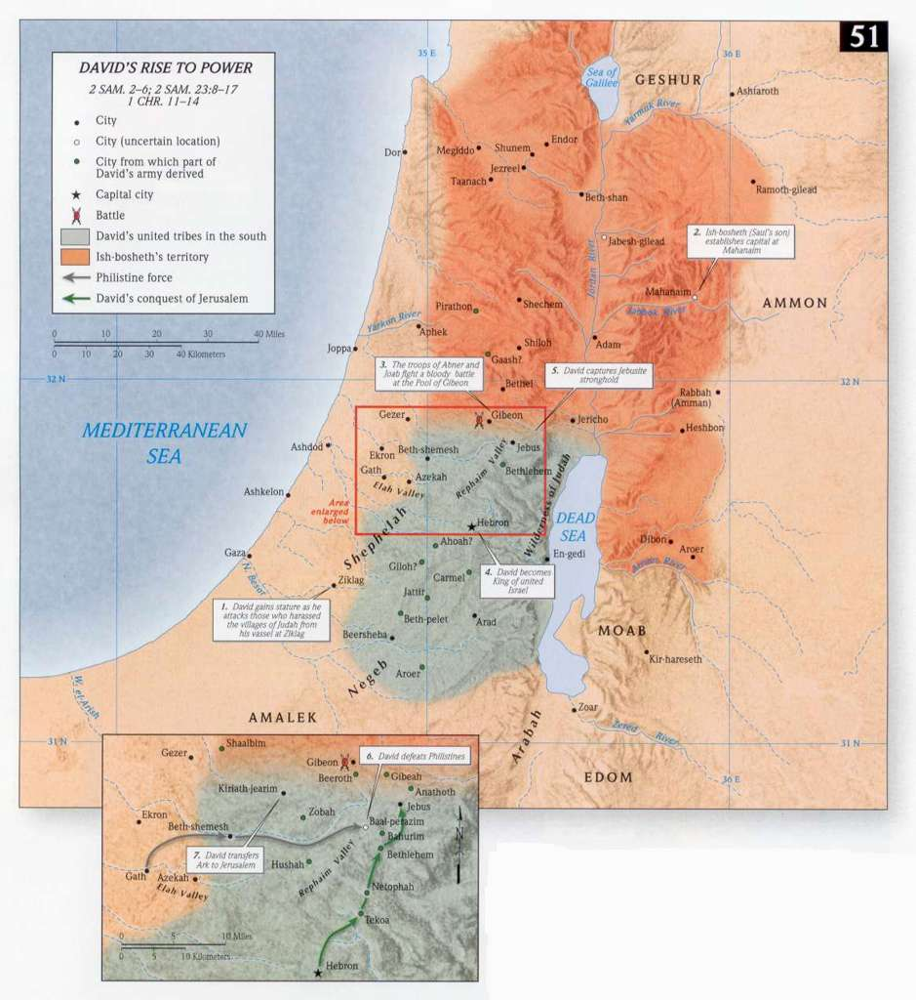 51
DAVID'S RISE TO POWER
2 SAM. 2–6; 2 SAM. 23:8–17
1 CHR. 11–14
City
City (uncertain location)
City from which part of
David's army derived
Capital city
Battle
David's united tribes in the south
Ish-bosheth's territory
Philistine force
David's conquest of Jerusalem
0 20 40 Miles
0 10 20 30 40 Kilometers
35 E
36 E
Sea of
Galilee
GESHUR
Ashtaroth
Yarmuk River
Dor
Megiddo
Shunem
Endor
Jezreel
Taanach
Beth-shan
Ramoth-gilead
Jabesh-gilead
2. Ish-bosheth (Saul's son)
establishes capital at
Mahanaim
Jordan River
Mahanaim
Jabbok River
AMMON
Pirathon
Shechem
Yarkon River
Aphek
Joppa
Shiloh
Adam
Gaash?
3. The troops of Abner and
Joab fight a bloody battle
at the Pool of Gibeon
5. David captures Jebusite
stronghold
32 N
32 N
Bethel
Rabbah
(Amman)
Gezer
Gibeon
Jericho
Heshbon
MEDITERRANEAN
SEA
Ashdod
Ekron
Beth-shemesh
Jebus
Gath
Azekah
Elah Valley
Rephaim Valley
Bethlehem
Wilderness of Judah
Ashkelon
Area
enlarged
below
Shephelah
Hebron
DEAD
SEA
Ahoah?
Dibon
Aroer
Gaza
En-gedi
N. Besor
Giloh?
Carmel
4. David becomes
King of united
Israel
Arnon River
Ziklag
Jattir
1. David gains stature as he
attacks those who harassed
the villages of Judah from
his vassel at Ziklag
Beth-pelet
Arad
MOAB
Beersheba
Kir-hareseth
Negeb
Aroer
W. el-Arish
AMALEK
Zoar
Arabah
Zered River
31 N
31 N
EDOM
36 E
Shaalbim
Gezer
Gibeon
6. David defeats Philistines
Beeroth
Gibeah
Kiriath-jearim
Anathoth
Ekron
Zobah
Jebus
Beth-shemesh
Baal-perazim
N
Bahurim
7. David transfers
Ark to Jerusalem
Hushah
Rephaim Valley
Bethlehem
Gath
Azekah
Elah Valley
Netophah
Tekoa
0 5 10 Miles
0 5 10 Kilometers
Hebron